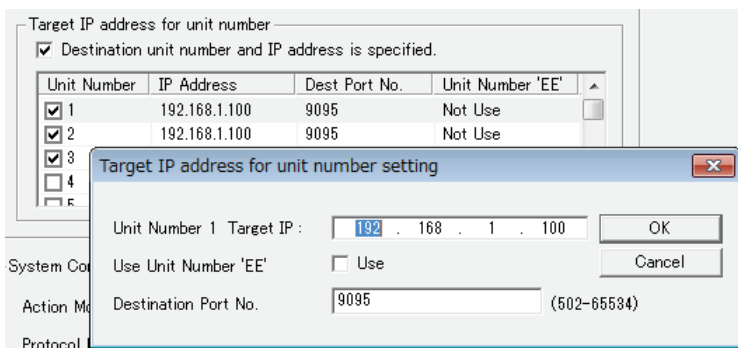 Target IP address for unit number
Destination unit number and IP address is specified.
Unit Number IP Address Dest Port No. Unit Number 'EE'
1 192.168.1.100 9095 Not Use
2 192.168.1.100 9095 Not Use
3
4
Target IP address for unit number setting
Unit Number 1 Target IP : 192 . 168 . 1 . 100 OK
Use Unit Number 'EE' Use Cancel
Destination Port No. 9095 (502-65534)
System Co
Action Mo
Protocol